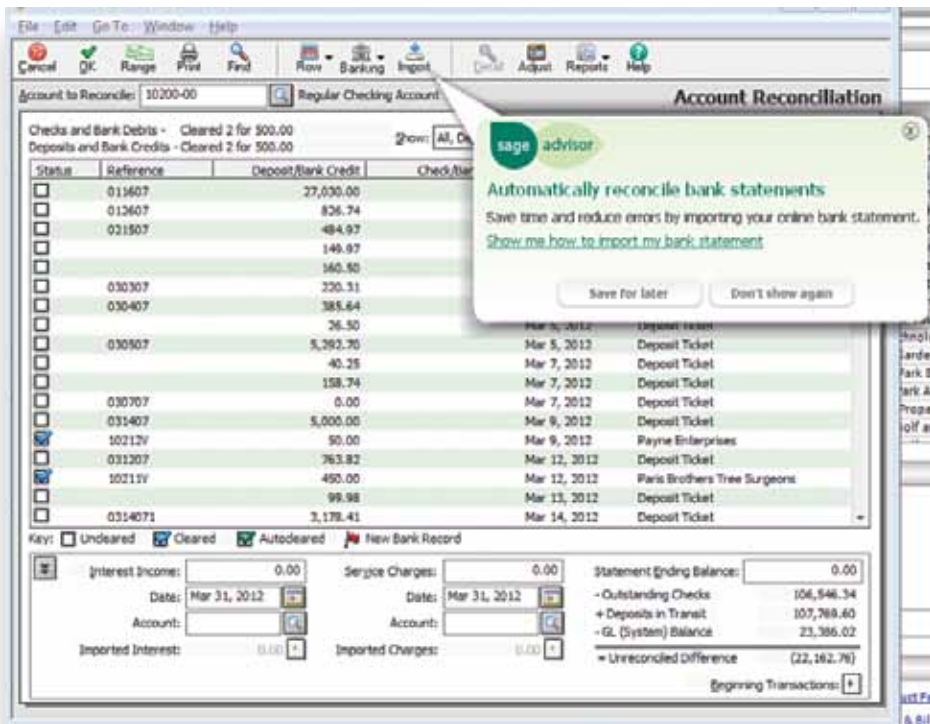 File Edit Go To Window Help
Cancel OK Range Print Find Row Banking Import Detail Adjust Reports Help
Account to Reconcile: 10200-00 Regular Checking Account
Account Reconciliation
Checks and Bank Debits - Cleared 2 for 500.00
Deposits and Bank Credits - Cleared 2 for 500.00
Show: All, De
sage advisor
Automatically reconcile bank statements
Save time and reduce errors by importing your online bank statement.
Show me how to import my bank statement
Save for later Don't show again
Status Reference Deposit/Bank Credit Check/Bank
011607 27,030.00
012607 826.74
021507 484.97
149.97
160.50
030307 220.31
030407 385.64
26.50 Mar 5, 2012 Deposit Ticket
030507 5,292.70 Mar 5, 2012 Deposit Ticket
40.25 Mar 7, 2012 Deposit Ticket
158.74 Mar 7, 2012 Deposit Ticket
030707 0.00 Mar 7, 2012 Deposit Ticket
031407 5,000.00 Mar 9, 2012 Deposit Ticket
10212V 50.00 Mar 9, 2012 Payne Enterprises
031207 763.82 Mar 12, 2012 Deposit Ticket
10211V 450.00 Mar 12, 2012 Paris Brothers Tree Surgeons
99.98 Mar 13, 2012 Deposit Ticket
0314071 3,178.41 Mar 14, 2012 Deposit Ticket
Key: Uncleared Cleared Autocleared New Bank Record
Interest Income: 0.00 Service Charges: 0.00 Statement Ending Balance: 0.00
Date: Mar 31, 2012 Date: Mar 31, 2012 - Outstanding Checks 106,546.34
+ Deposits in Transit 107,769.60
Account: Account: - GL (System) Balance 23,386.02
Imported Interest: 0.00 Imported Charges: 0.00 = Unreconciled Difference (22,162.76)
Beginning Transactions: